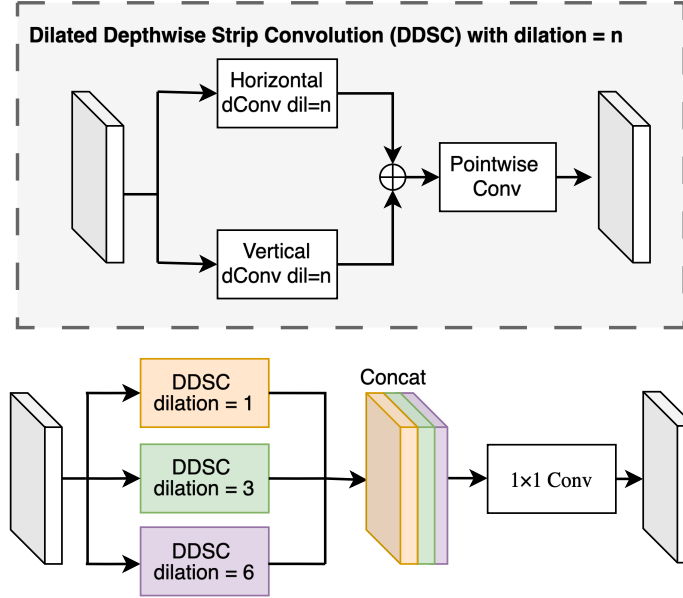 Dilated Depthwise Strip Convolution (DDSC) with dilation = n
Horizontal
dConv dil=n
Pointwise
Conv
Vertical
dConv dil=n
DDSC
dilation = 1
Concat
DDSC
dilation = 3
1×1 Conv
DDSC
dilation = 6